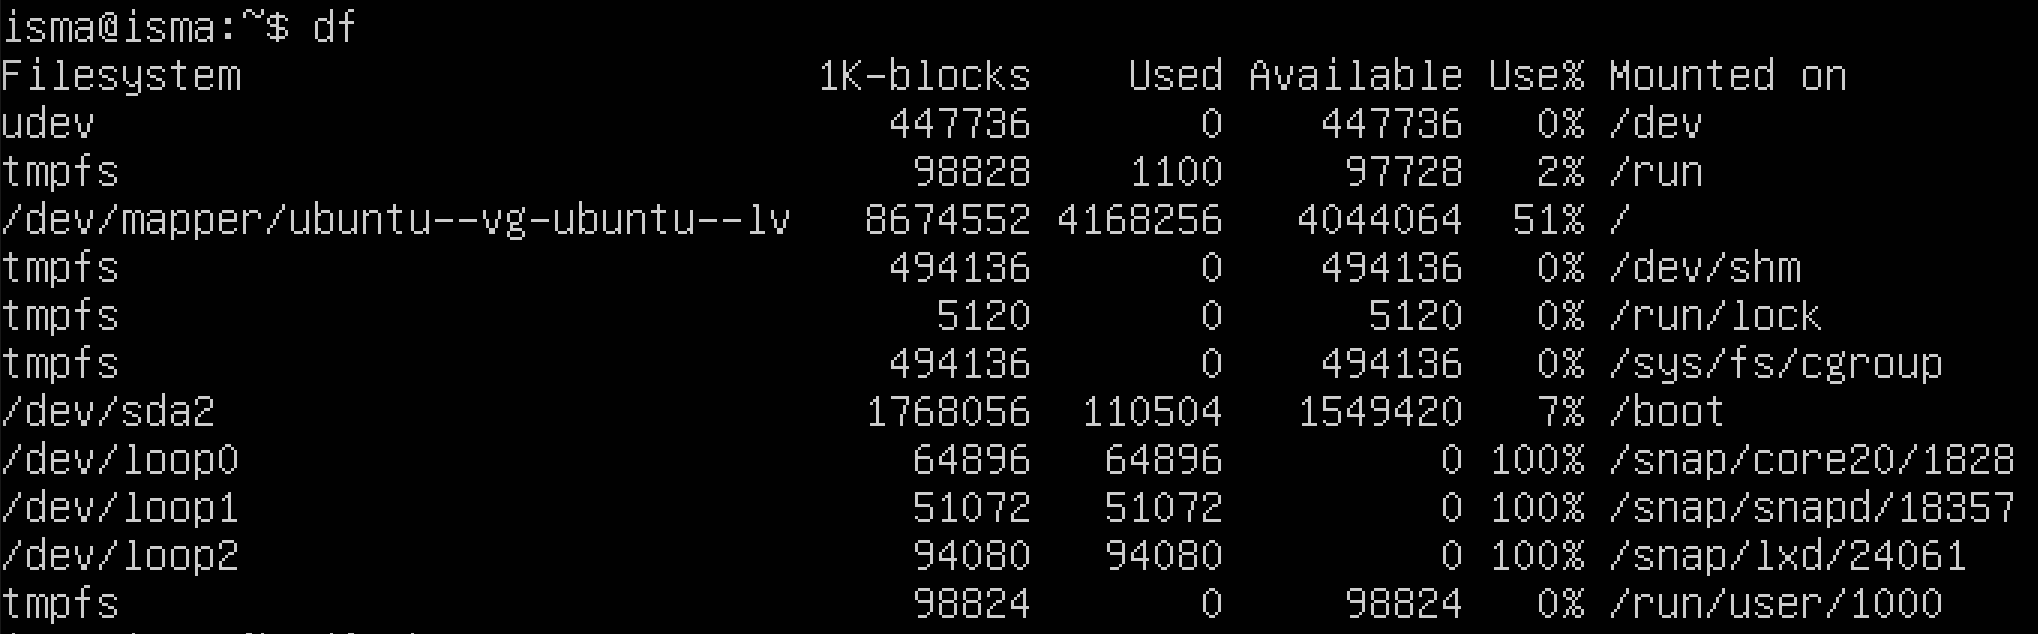 isma@isma:~$ df
Filesystem 1K-blocks Used Available Use% Mounted on
udev 447736 0 447736 0% /dev
tmpfs 98828 1100 97728 2% /run
/dev/mapper/ubuntu--vg-ubuntu--lv 8674552 4168256 4044064 51% /
tmpfs 494136 0 494136 0% /dev/shm
tmpfs 5120 0 5120 0% /run/lock
tmpfs 494136 0 494136 0% /sys/fs/cgroup
/dev/sda2 1768056 110504 1549420 7% /boot
/dev/loop0 64896 64896 0 100% /snap/core20/1828
/dev/loop1 51072 51072 0 100% /snap/snapd/18357
/dev/loop2 94080 94080 0 100% /snap/lxd/24061
tmpfs 98824 0 98824 0% /run/user/1000